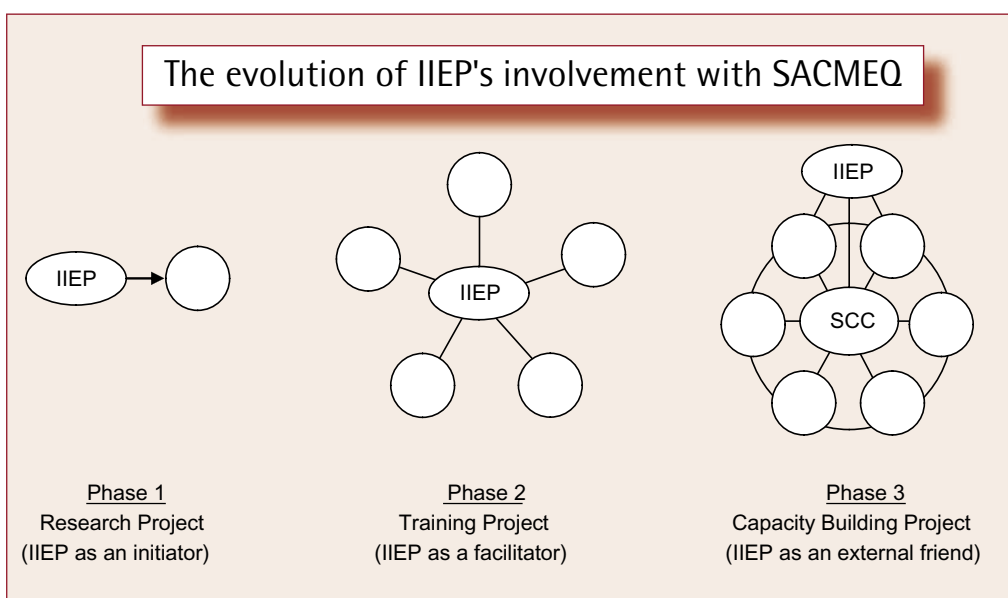 The evolution of IIEP's involvement with SACMEQ
IIEP
IIEP
IIEP
SCC
Phase 1
Research Project
(IIEP as an initiator)
Phase 2
Training Project
(IIEP as a facilitator)
Phase 3
Capacity Building Project
(IIEP as an external friend)